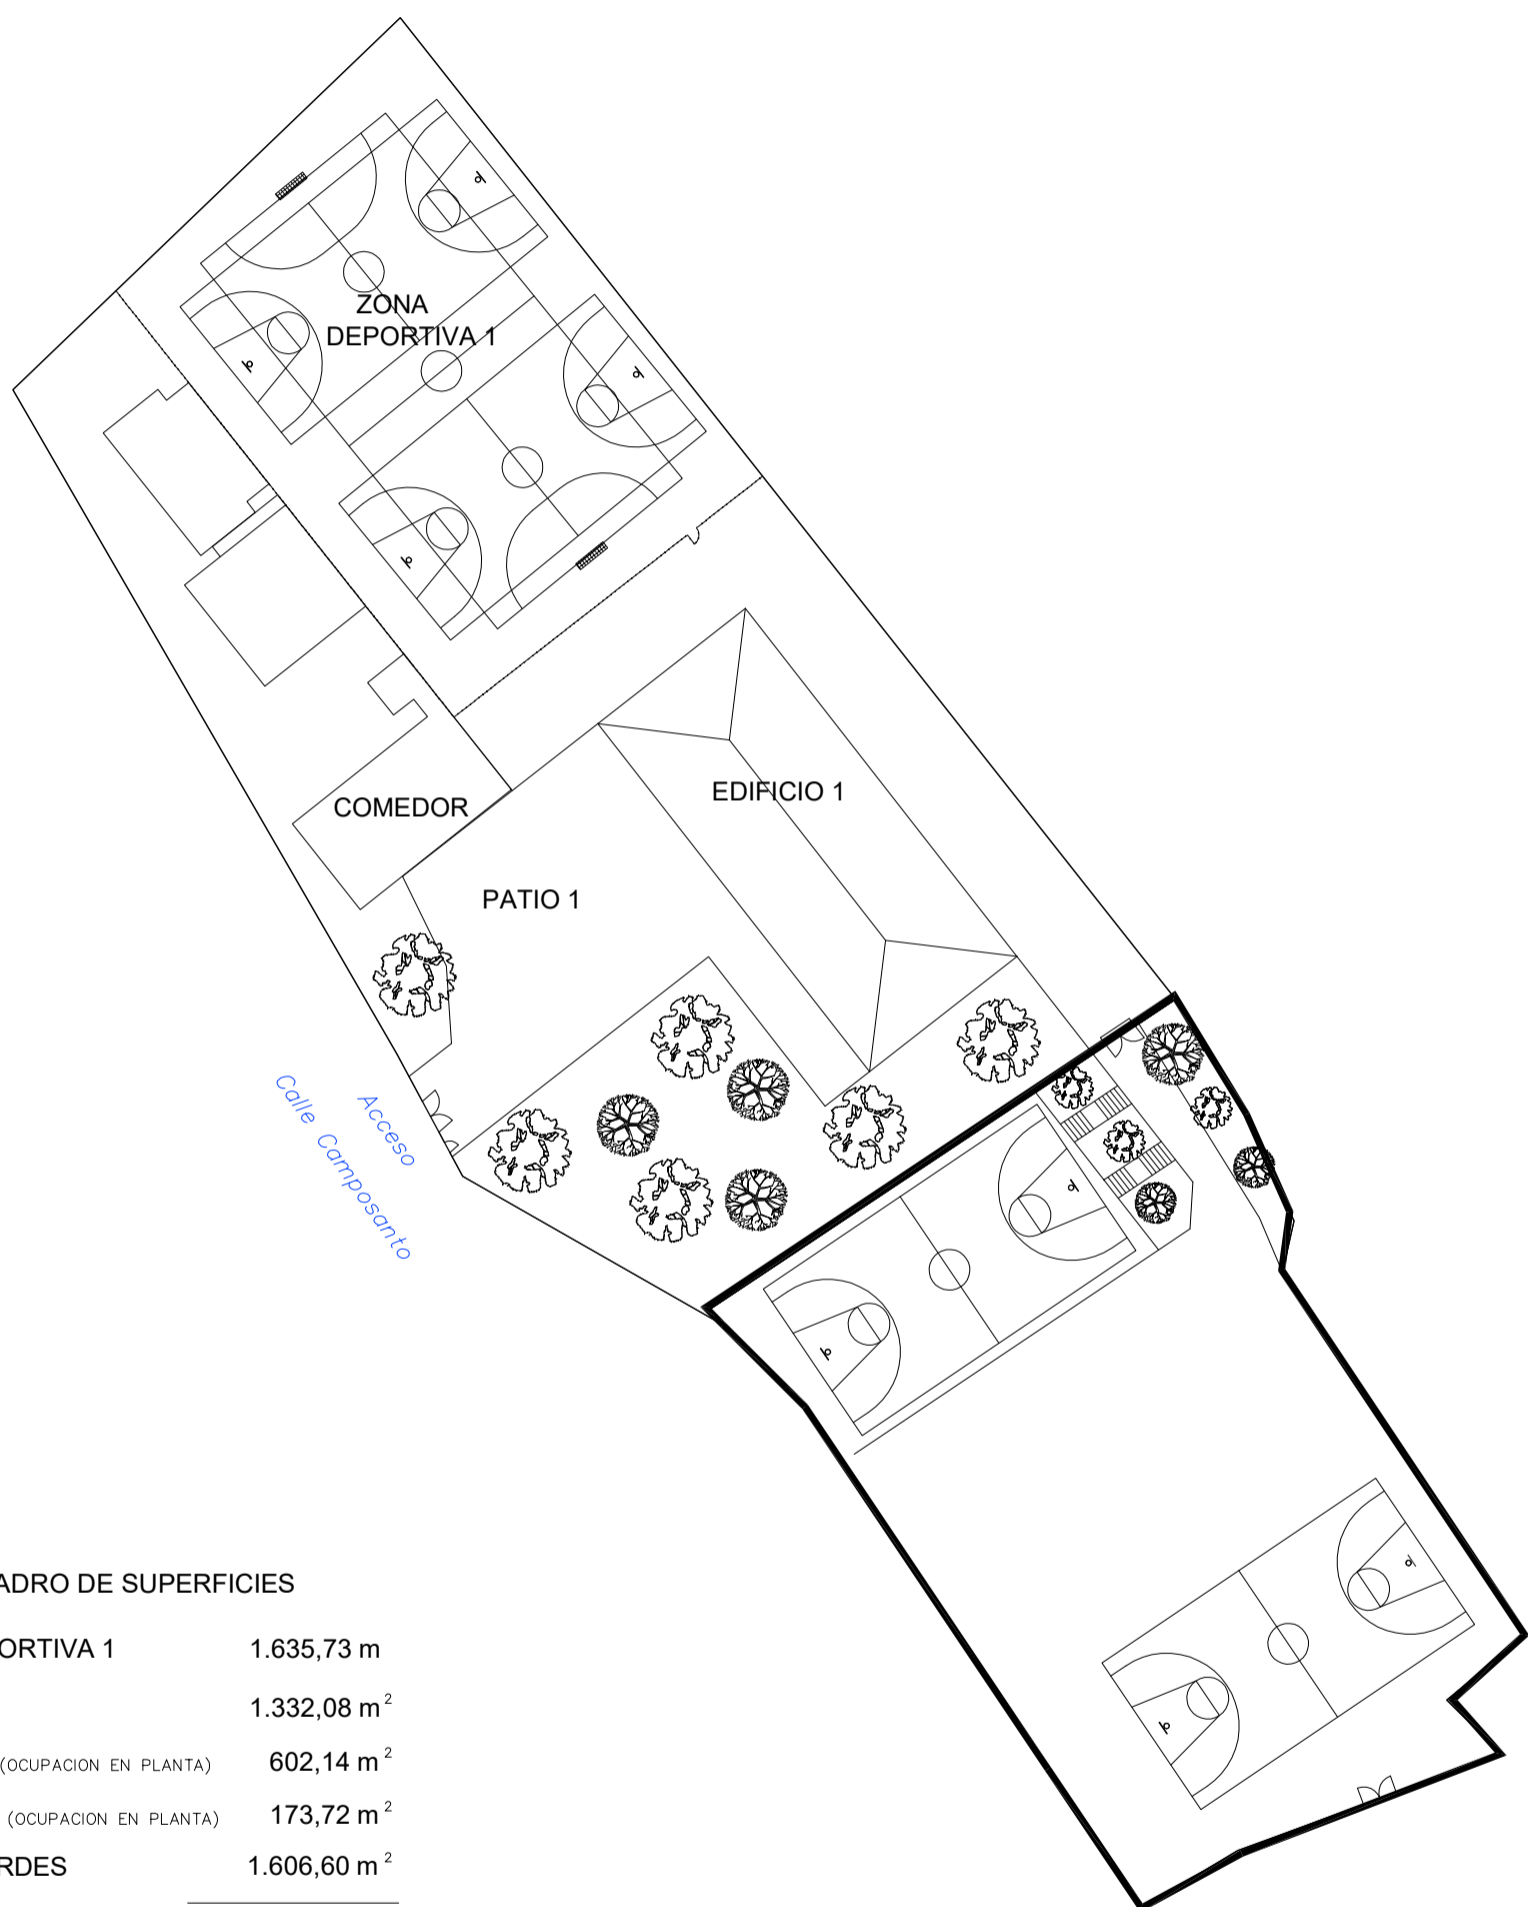 ZONA
DEPORTIVA 1
EDIFICIO 1
COMEDOR
PATIO 1
Acceso
Calle Camposanto
ADRO DE SUPERFICIES
ORTIVA 1 1.635,73 m
1.332,08 m²
(OCUPACION EN PLANTA) 602,14 m²
(OCUPACION EN PLANTA) 173,72 m²
RDES 1.606,60 m²